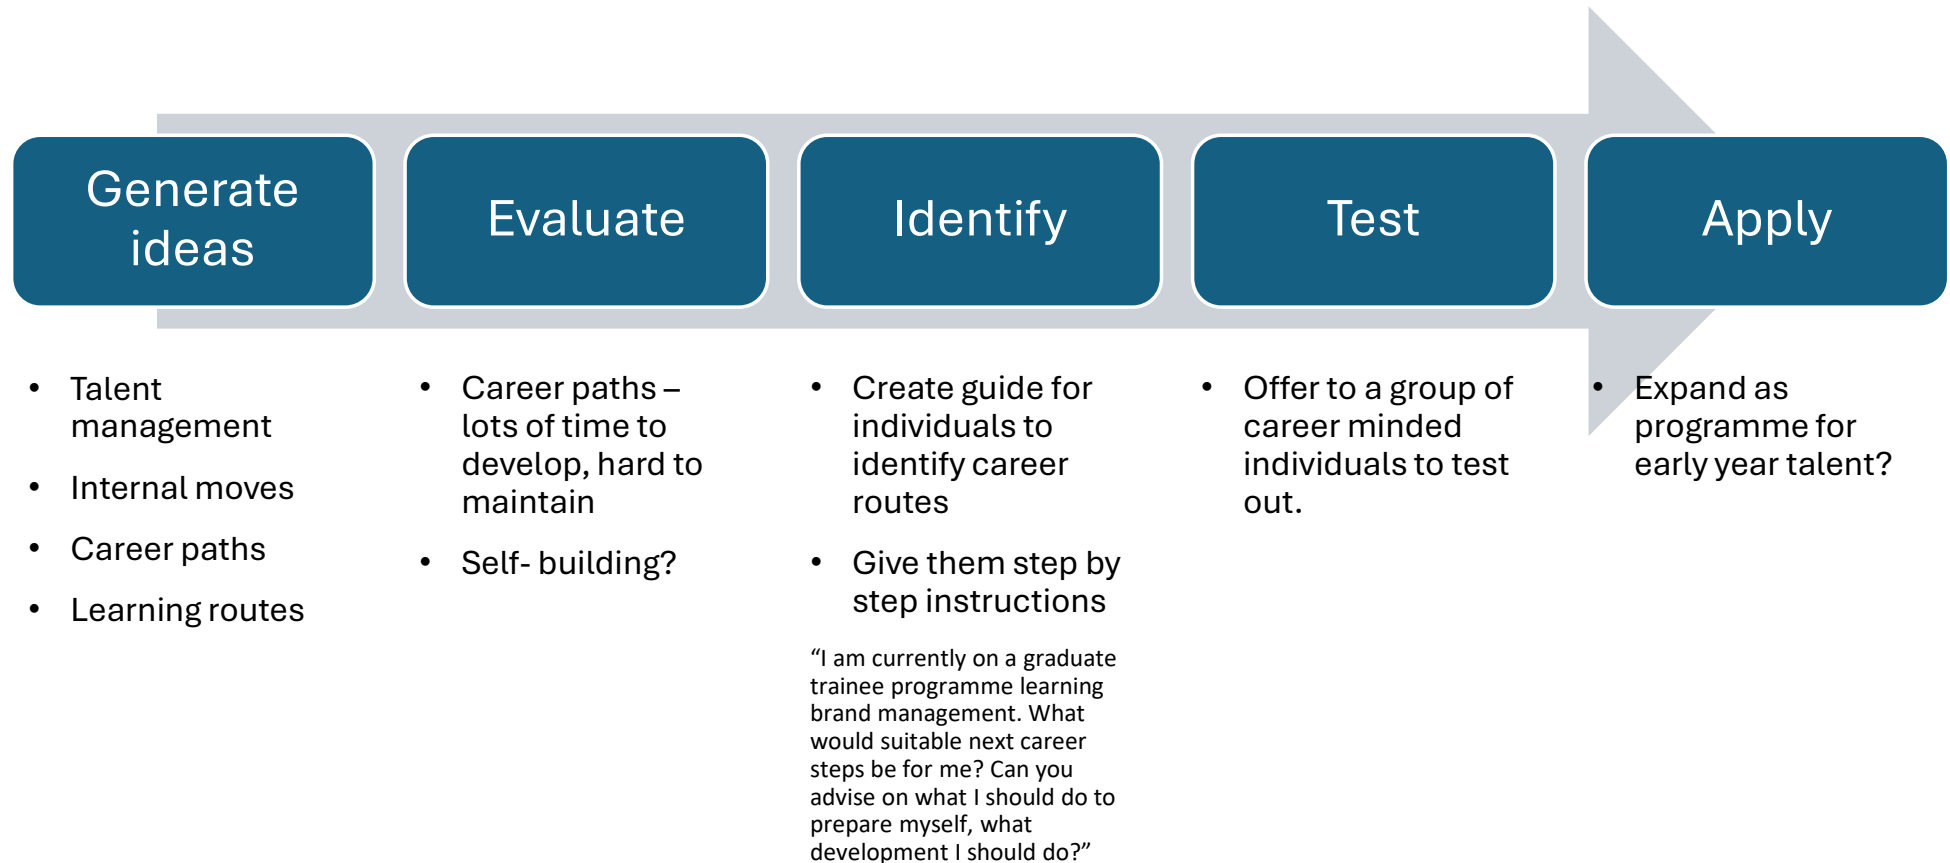 Generate
ideas
Evaluate
Identify
Test
Apply
• Talent
management
• Internal moves
• Career paths
• Learning routes
• Career paths –
lots of time to
develop, hard to
maintain
• Self- building?
• Create guide for
individuals to
identify career
routes
• Give them step by
step instructions
“I am currently on a graduate
trainee programme learning
brand management. What
would suitable next career
steps be for me? Can you
advise on what I should do to
prepare myself, what
development I should do?”
• Offer to a group of
career minded
individuals to test
out.
• Expand as
programme for
early year talent?